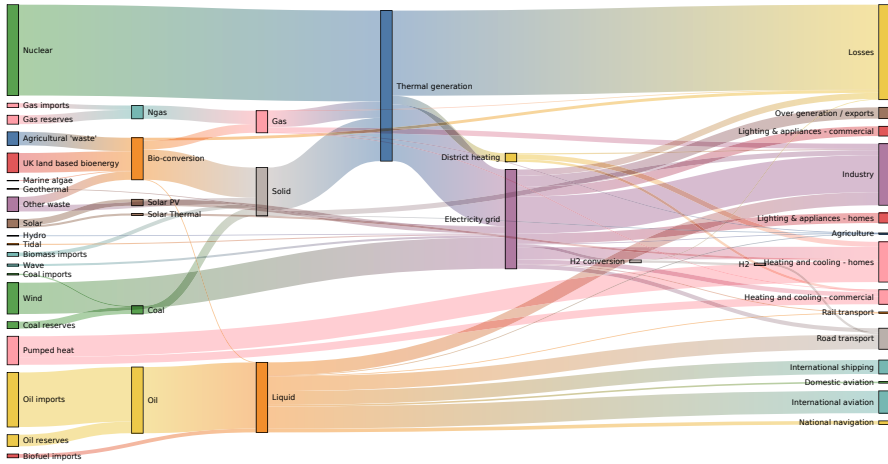 Nuclear
Gas imports
Gas reserves
Agricultural 'waste'
UK land based bioenergy
Marine algae
Geothermal
Other waste
Solar
Hydro
Tidal
Biomass imports
Wave
Coal imports
Wind
Coal reserves
Pumped heat
Oil imports
Oil reserves
Biofuel imports
Ngas
Bio-conversion
Solar PV
Solar Thermal
Coal
Oil
Gas
Solid
Liquid
Thermal generation
District heating
Electricity grid
H2 conversion
H2
Losses
Over generation / exports
Lighting & appliances - commercial
Industry
Lighting & appliances - homes
Agriculture
Heating and cooling - homes
Heating and cooling - commercial
Rail transport
Road transport
International shipping
Domestic aviation
International aviation
National navigation